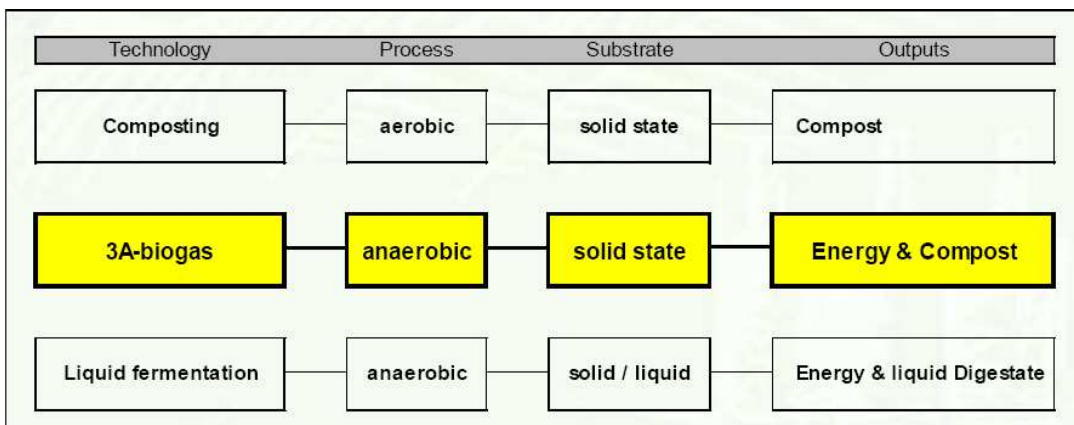 Technology Process Substrate Outputs
Composting aerobic solid state Compost
3A-biogas anaerobic solid state Energy & Compost
Liquid fermentation anaerobic solid / liquid Energy & liquid Digestate